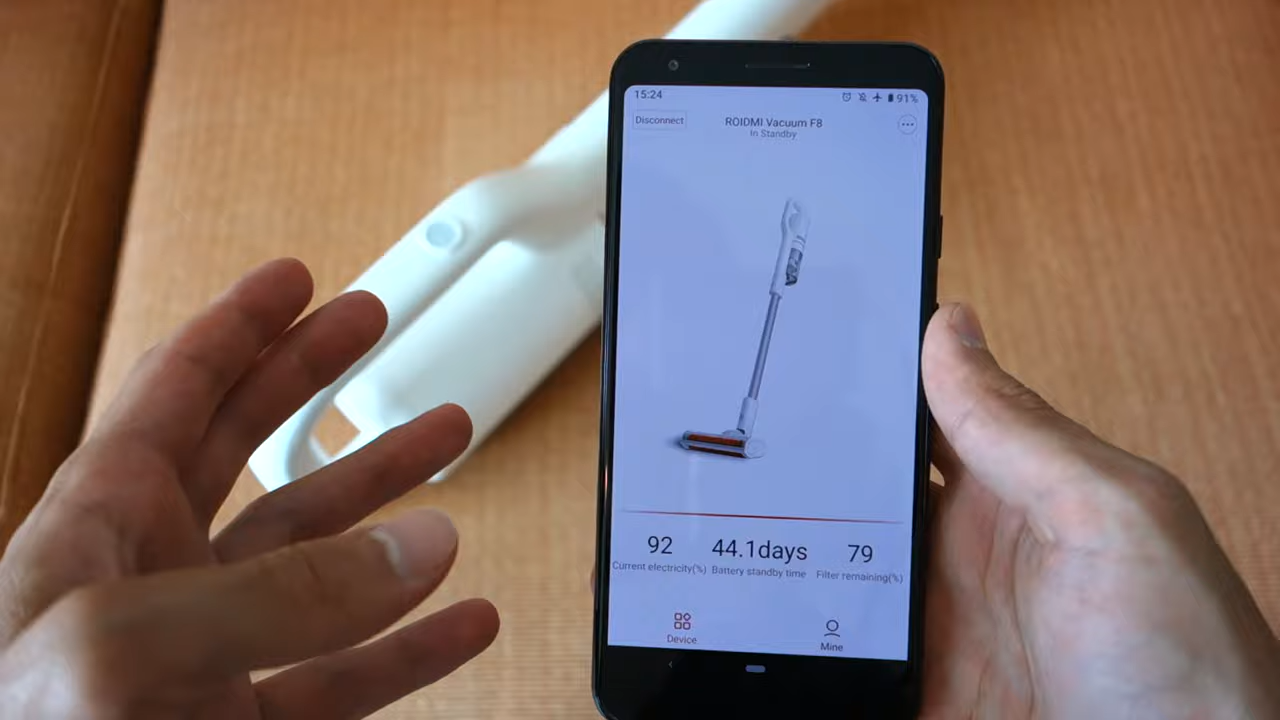 15:24
91%
Disconnect
ROIDMI Vacuum F8
In Standby
92
44.1days
79
Current electricity(%)
Battery standby time
Filter remaining(%)
Device
Mine